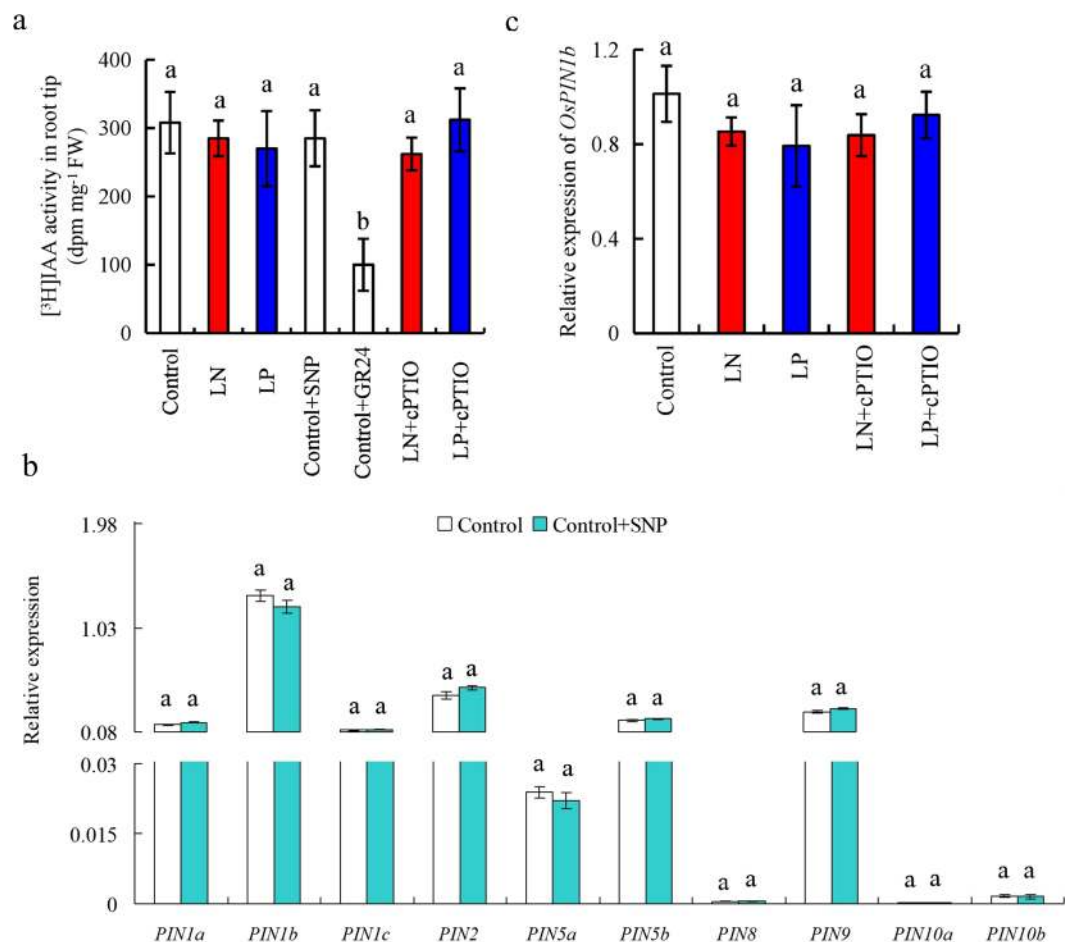 a
[³H]IAA activity in root tip
(dpm mg⁻¹ FW)
400
300
200
100
0
a
a
a
a
b
a
a
Control
LN
LP
Control+SNP
Control+GR24
LN+cPTIO
LP+cPTIO
c
Relative expression of OsPIN1b
1.2
0.8
0.4
0
a
a
a
a
a
Control
LN
LP
LN+cPTIO
LP+cPTIO
b
Relative expression
1.98
1.03
0.08
0.03
0.015
0
Control Control+SNP
a a
a a
a a
a a
a a
a a
a a
a a
a a
a a
PIN1a PIN1b PIN1c PIN2 PIN5a PIN5b PIN8 PIN9 PIN10a PIN10b